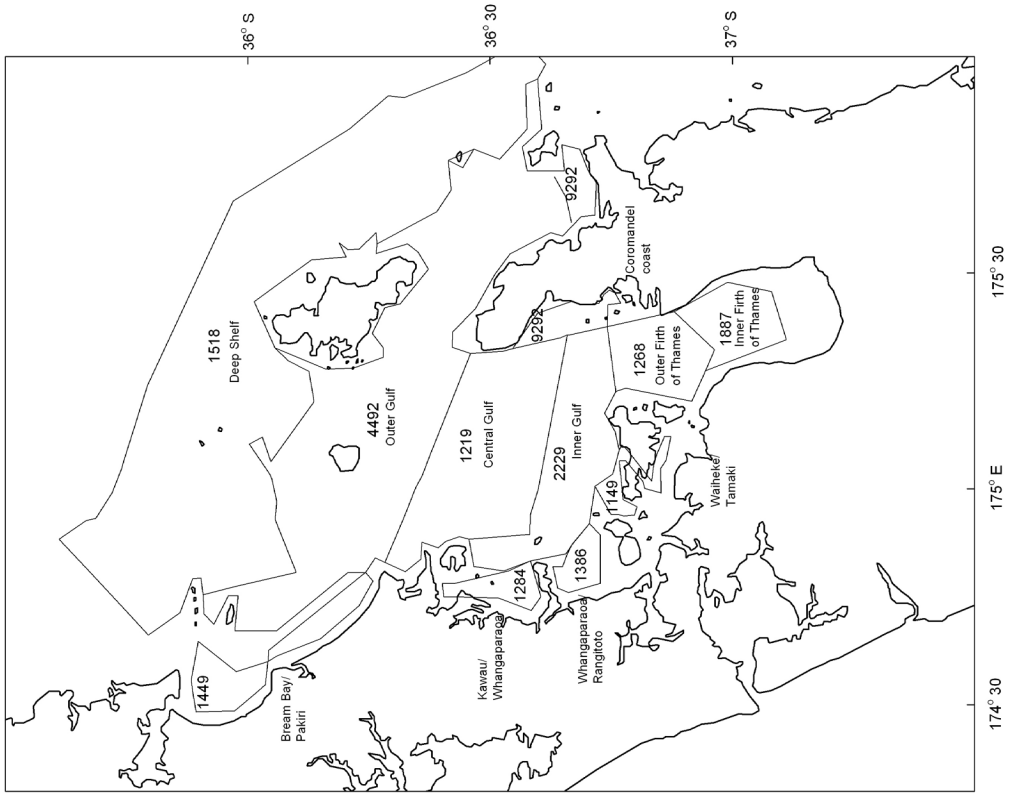 36° S
36° 30
37° S
1518
Deep Shelf
4492
Outer Gulf
1219
Central Gulf
2229
Inner Gulf
9292
9292
Coromandel
coast
1268
Outer Firth
of Thames
1887
Inner Firth
of Thames
1149
Waiheke/
Tamaki
1386
Whangaparaoa/
Rangitoto
1284
Kawau/
Whangaparaoa
1449
Bream Bay/
Pakiri
175° 30
175° E
174° 30